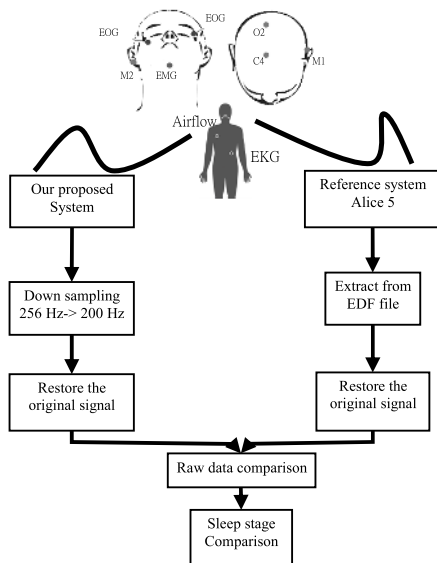 EOG
EOG
O2
M2
EMG
C4
M1
Airflow
EKG
Our proposed
System
Reference system
Alice 5
Down sampling
256 Hz-> 200 Hz
Extract from
EDF file
Restore the
original signal
Restore the
original signal
Raw data comparison
Sleep stage
Comparison